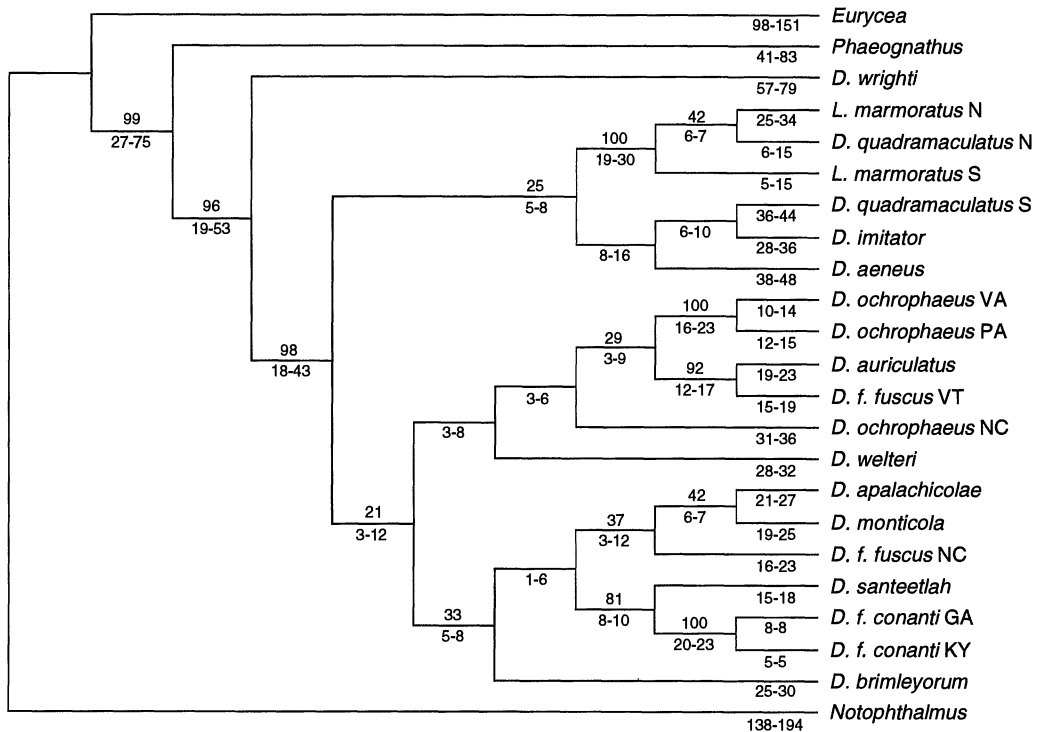 Eurycea
98-151
Phaeognathus
41-83
D. wrighti
57-79
99
27-75
L. marmoratus N
25-34
42
6-7
D. quadramaculatus N
6-15
100
19-30
L. marmoratus S
5-15
25
5-8
D. quadramaculatus S
36-44
96
19-53
6-10
D. imitator
28-36
8-16
D. aeneus
38-48
D. ochrophaeus VA
10-14
100
16-23
D. ochrophaeus PA
12-15
29
3-9
98
18-43
D. auriculatus
19-23
92
12-17
D. f. fuscus VT
15-19
3-6
D. ochrophaeus NC
31-36
3-8
D. welteri
28-32
D. apalachicolae
21-27
42
6-7
21
3-12
D. monticola
19-25
37
3-12
D. f. fuscus NC
16-23
1-6
D. santeetlah
15-18
81
8-10
D. f. conanti GA
8-8
33
5-8
100
20-23
D. f. conanti KY
5-5
D. brimleyorum
25-30
Notophthalmus
138-194